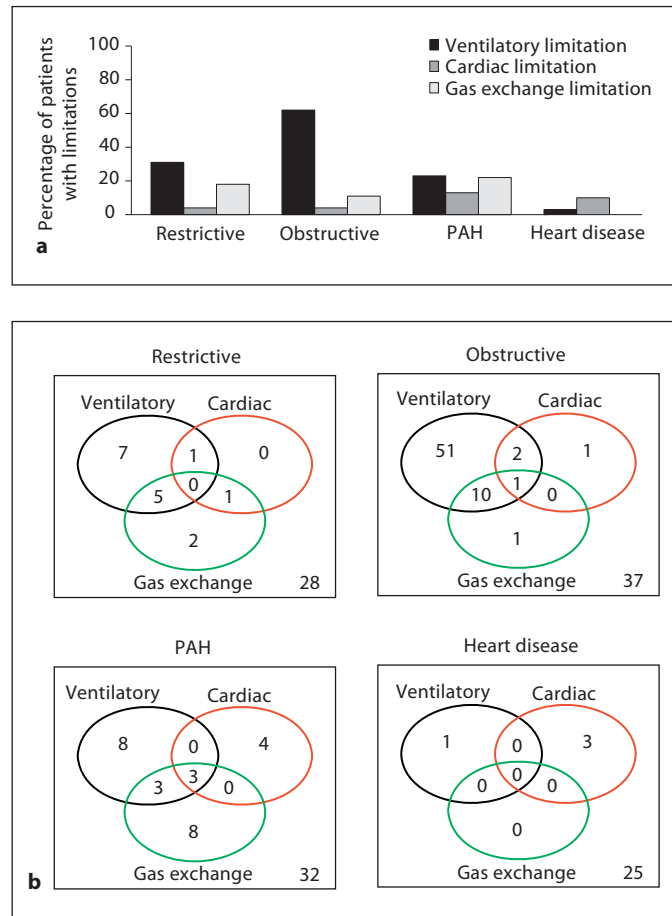 Percentage of patients
with limitations
100
80
60
40
20
0
Ventilatory limitation
Cardiac limitation
Gas exchange limitation
Restrictive Obstructive PAH Heart disease
a
Restrictive
Ventilatory Cardiac
7 1 0
0
5 1
2
Gas exchange 28
Obstructive
Ventilatory Cardiac
51 2 1
1
10 0
1
Gas exchange 37
PAH
Ventilatory Cardiac
8 0 4
3
3 0
8
Gas exchange 32
Heart disease
Ventilatory Cardiac
1 0 3
0
0 0
0
Gas exchange 25
b